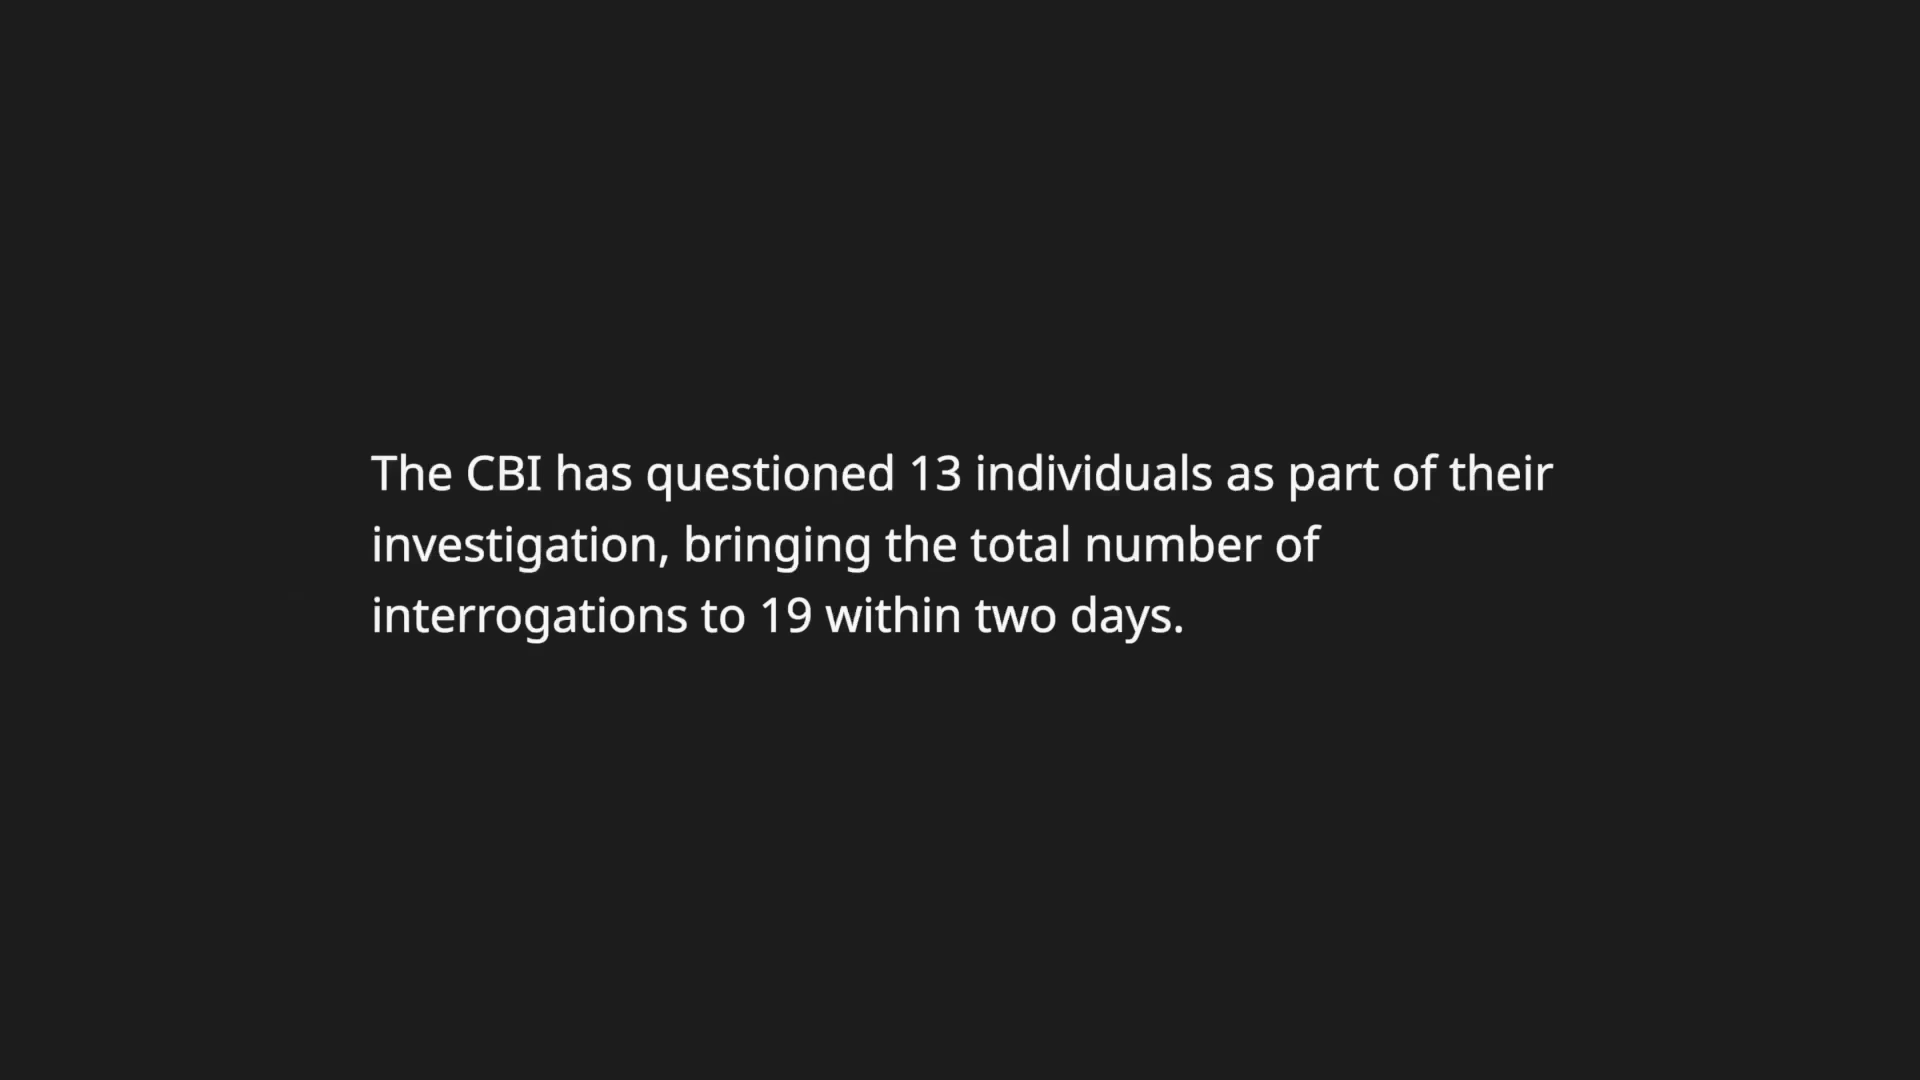 The CBI has questioned 13 individuals as part of their
investigation, bringing the total number of
interrogations to 19 within two days.